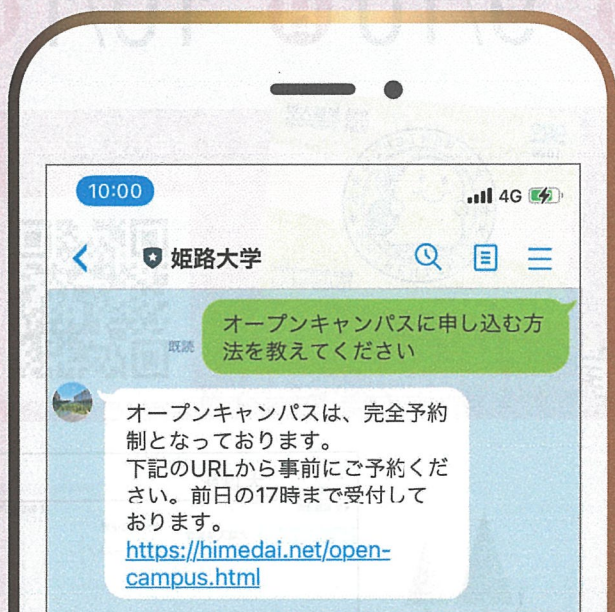 10:00
4G
姫路大学
オープンキャンパスに申し込む方
法を教えてください
既読
オープンキャンパスは、完全予約
制となっております。
下記のURLから事前にご予約くだ
さい。前日の17時まで受付して
おります。
https://himedai.net/open-
campus.html